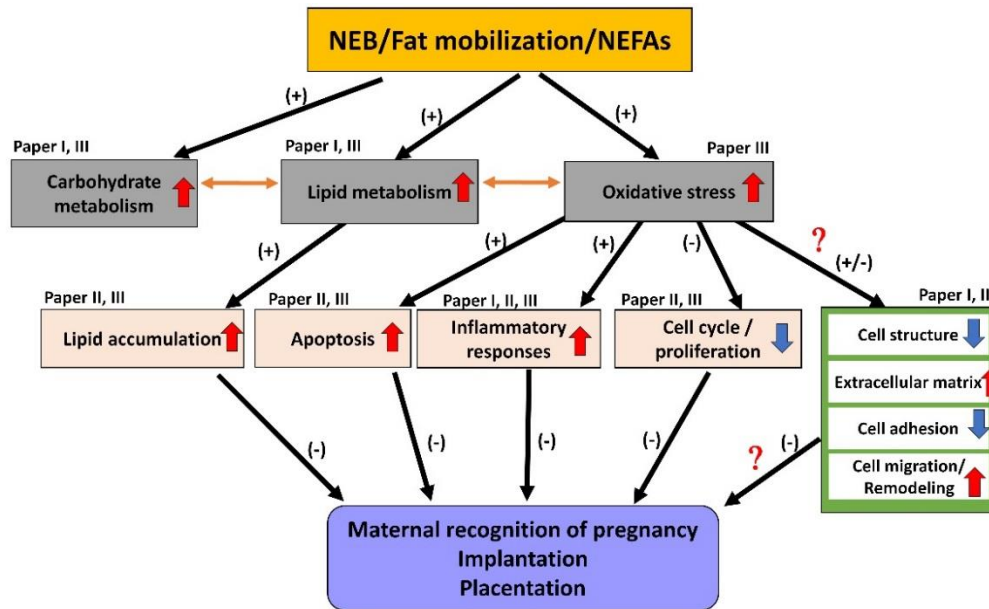 NEB/Fat mobilization/NEFAs
(+)
(+)
(+)
Paper I, III
Paper I, III
Paper III
Carbohydrate
metabolism
Lipid metabolism
Oxidative stress
(+)
(+)
(+)
(-)
?
(+/-)
Paper II, III
Paper II, III
Paper I, II, III
Paper II, III
Paper I, II
Lipid accumulation
Apoptosis
Inflammatory
responses
Cell cycle /
proliferation
Cell structure
Extracellular matrix
Cell adhesion
Cell migration/
Remodeling
(-)
(-)
(-)
(-)
?
(-)
Maternal recognition of pregnancy
Implantation
Placentation